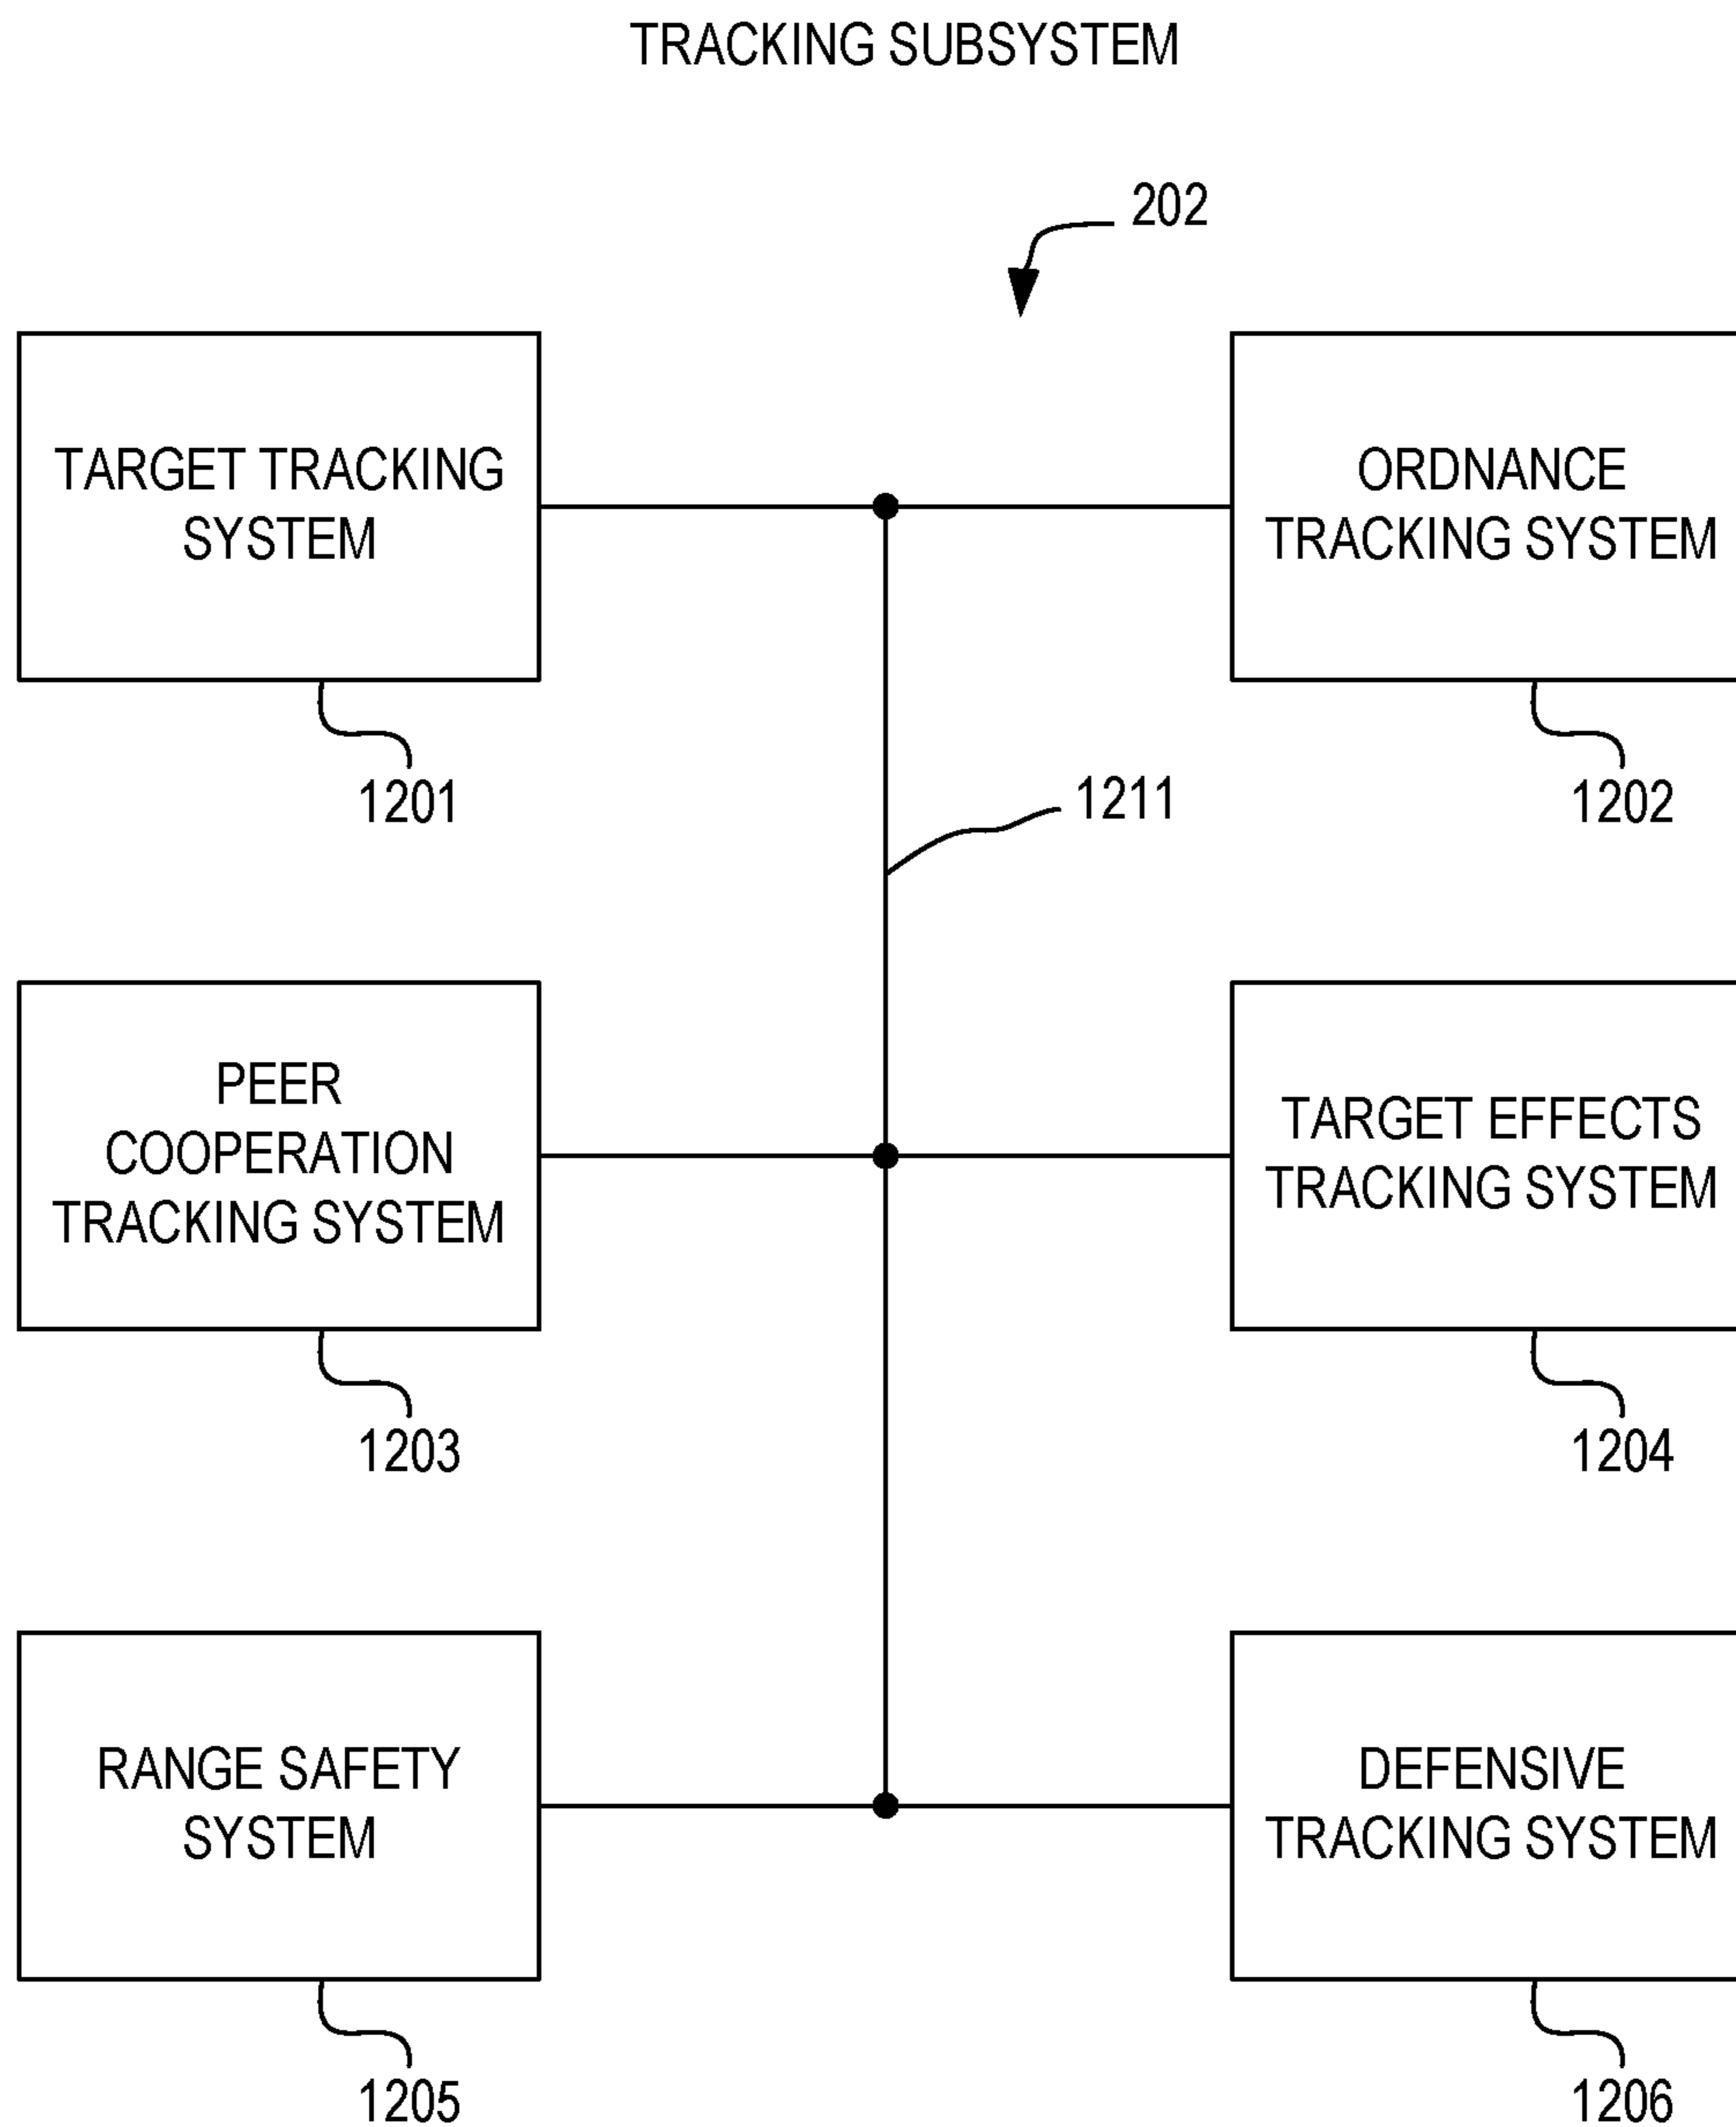 TRACKING SUBSYSTEM
202
TARGET TRACKING
SYSTEM
1201
ORDNANCE
TRACKING SYSTEM
1202
1211
PEER
COOPERATION
TRACKING SYSTEM
1203
TARGET EFFECTS
TRACKING SYSTEM
1204
RANGE SAFETY
SYSTEM
1205
DEFENSIVE
TRACKING SYSTEM
1206